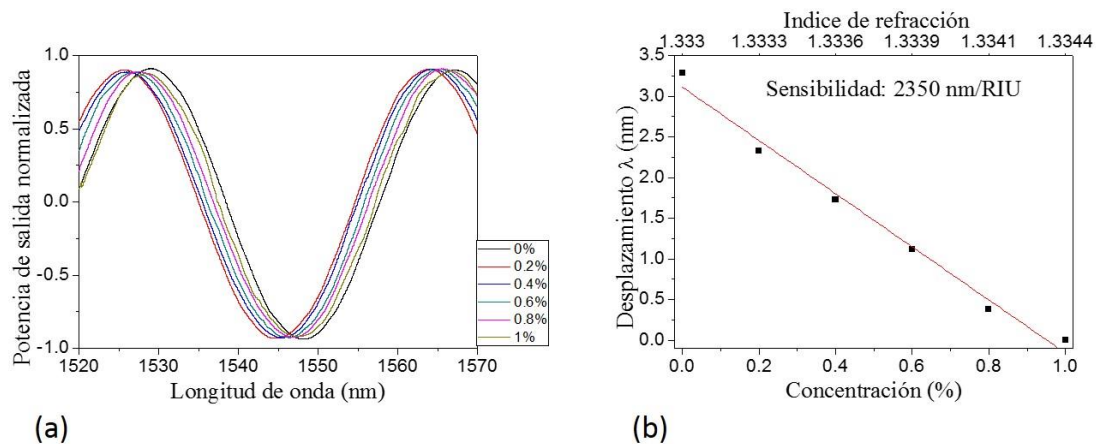 1.0
0.5
0.0
-0.5
-1.0
Potencia de salida normalizada
1520 1530 1540 1550 1560 1570
Longitud de onda (nm)
0%
0.2%
0.4%
0.6%
0.8%
1%
(a)
Indice de refracción
1.333 1.3333 1.3336 1.3339 1.3341 1.3344
Sensibilidad: 2350 nm/RIU
3.5
3.0
2.5
2.0
1.5
1.0
0.5
0.0
Desplazamiento λ (nm)
0.0 0.2 0.4 0.6 0.8 1.0
Concentración (%)
(b)